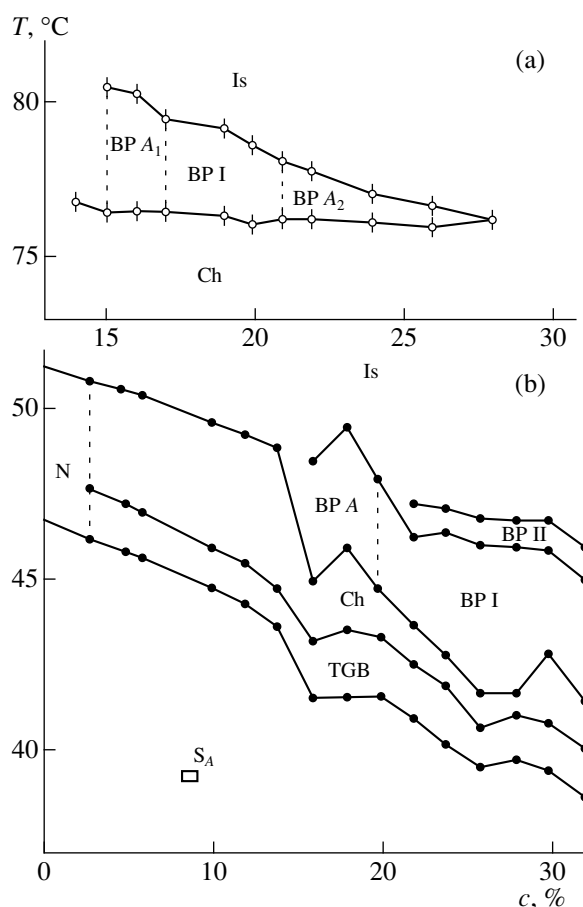 T, °C
(a)
Is
80
BP A₁
BP I
BP A₂
75
Ch
15 20 25 30
Is
(b)
50
N
BP A
BP II
45
Ch
BP I
TGB
40
S_A
0 10 20 30
c, %